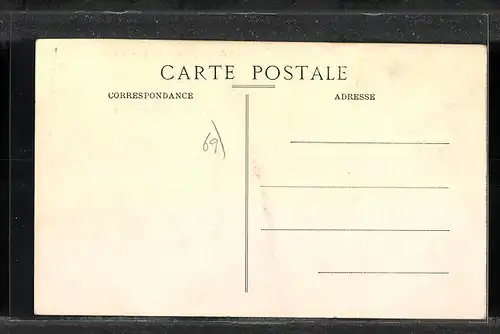 CARTE POSTALE
CORRESPONDANCE
ADRESSE
69)